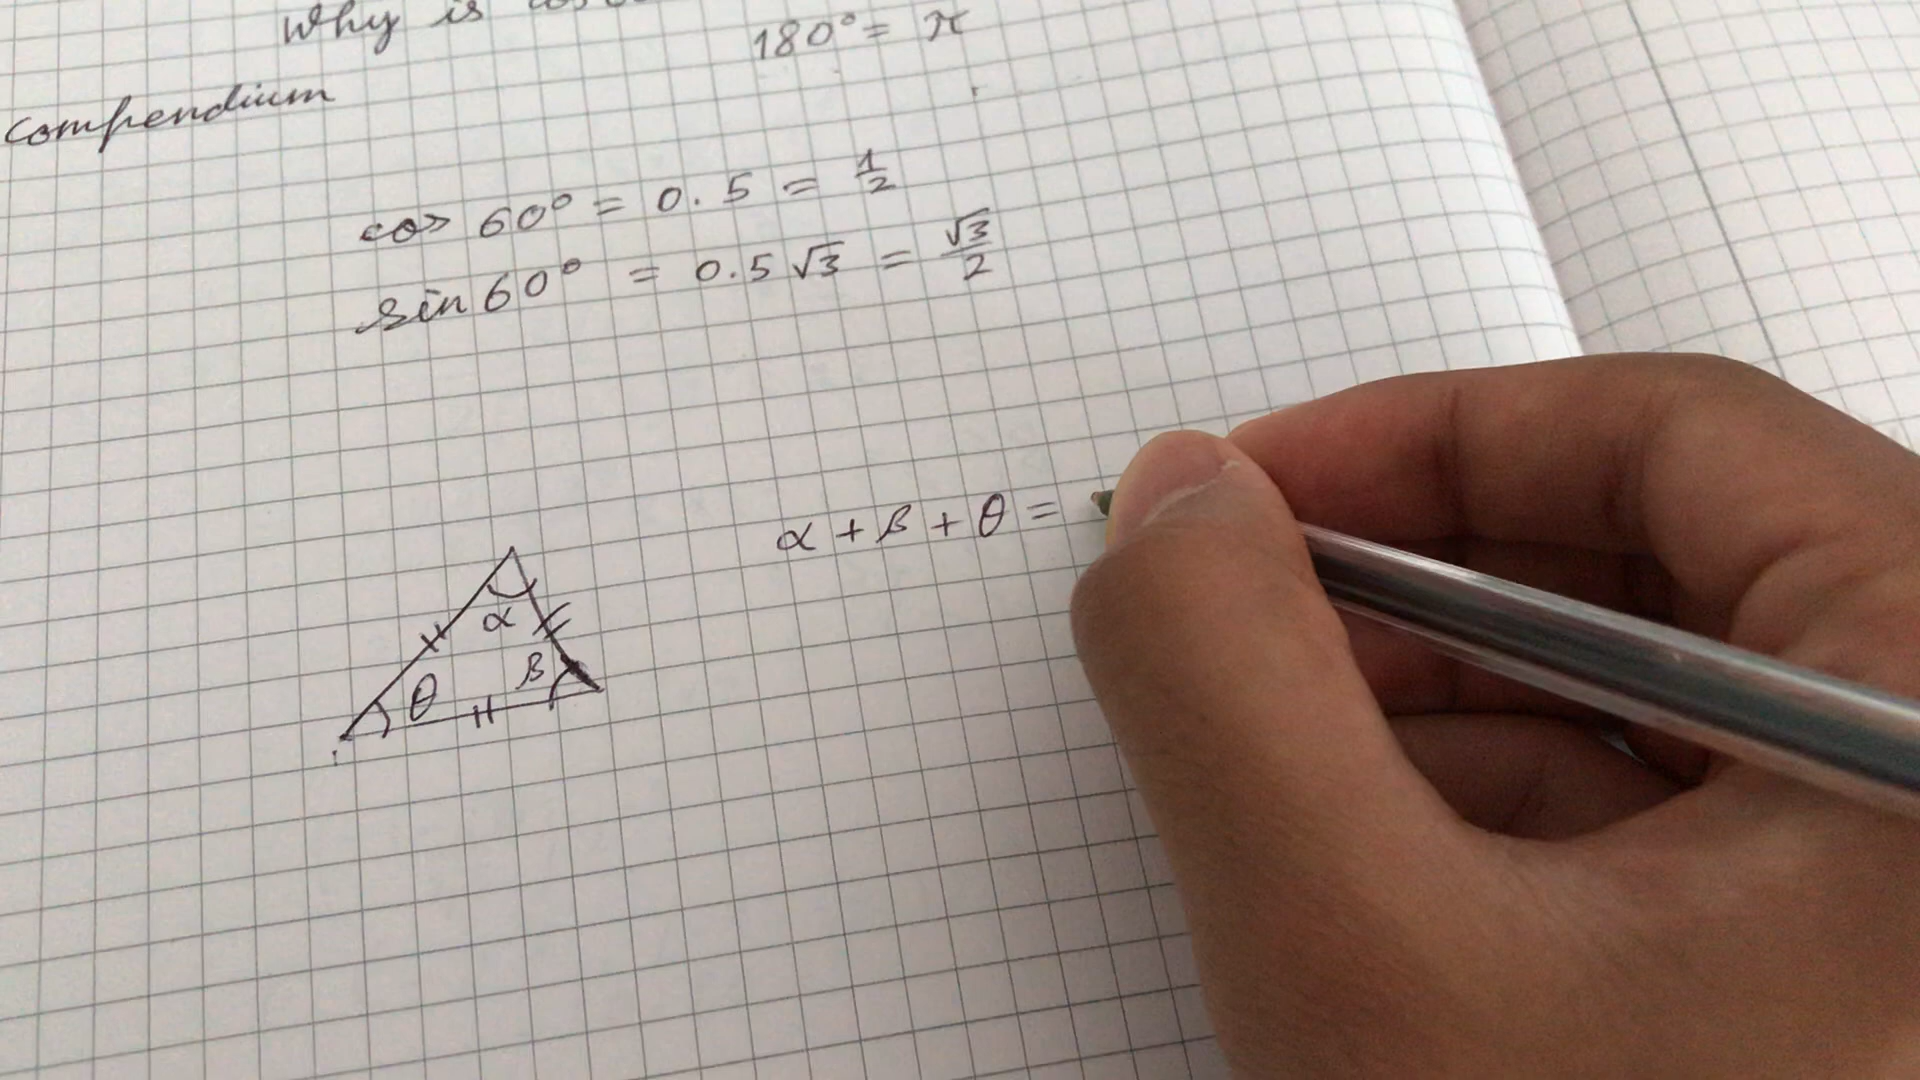 Why is
180° = π
Compendium
cos 60° = 0.5 = 1/2
sin 60° = 0.5 √3 = √3/2
α + β + θ =
α
β
θ